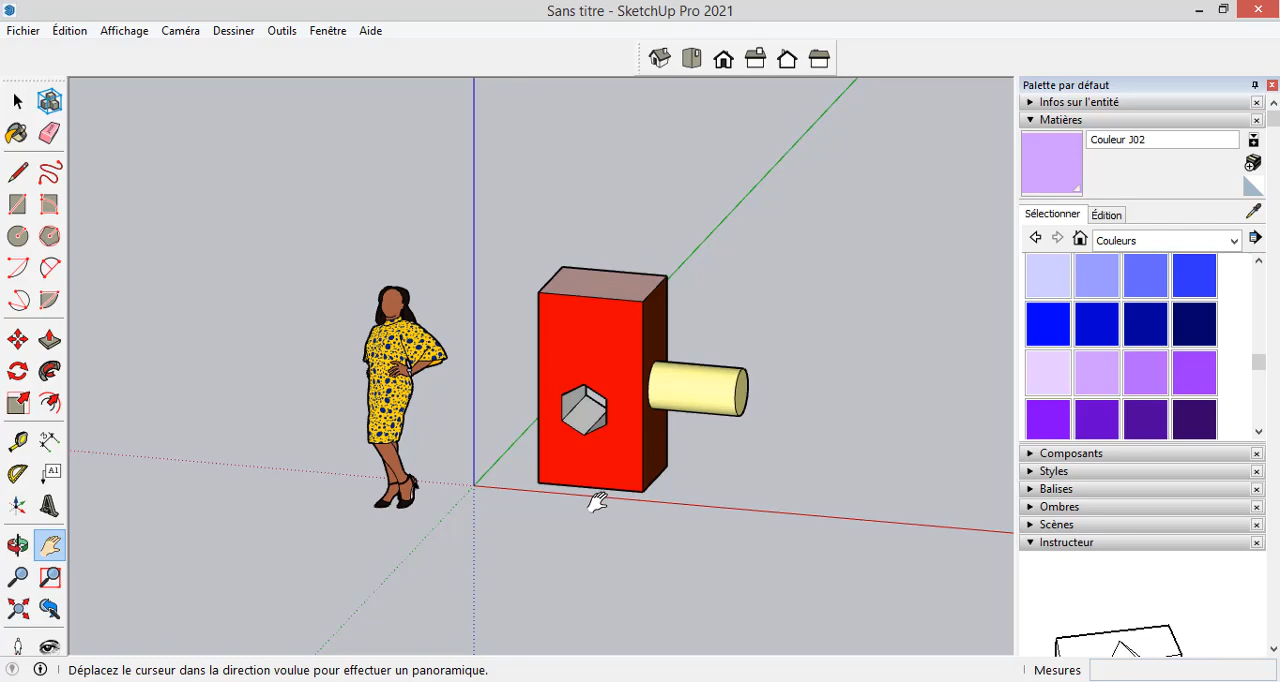 Sans titre - SketchUp Pro 2021
Fichier Édition Affichage Caméra Dessiner Outils Fenêtre Aide
Palette par défaut
Infos sur l'entité
Matières
Couleur J02
Sélectionner Édition
Couleurs
A1
Composants
Styles
Balises
Ombres
Scènes
Instructeur
Déplacez le curseur dans la direction voulue pour effectuer un panoramique.
Mesures